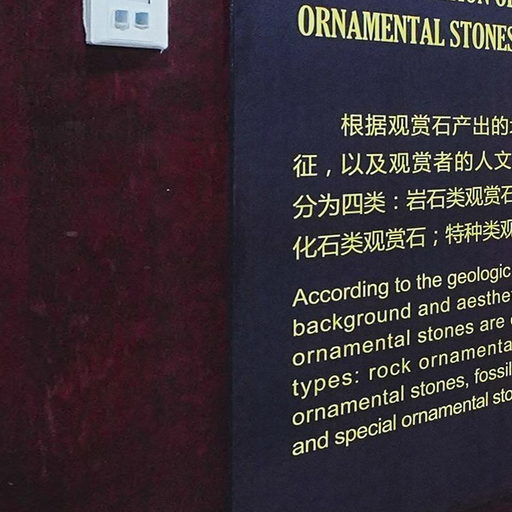 ORNAMENTAL STONES
根据观赏石产出的
征，以及观赏者的人文
分为四类：岩石类观赏石
化石类观赏石；特种类观
According to the geologic
background and aesthe
ornamental stones are
types: rock ornamenta
ornamental stones, fossil
and special ornamental sto